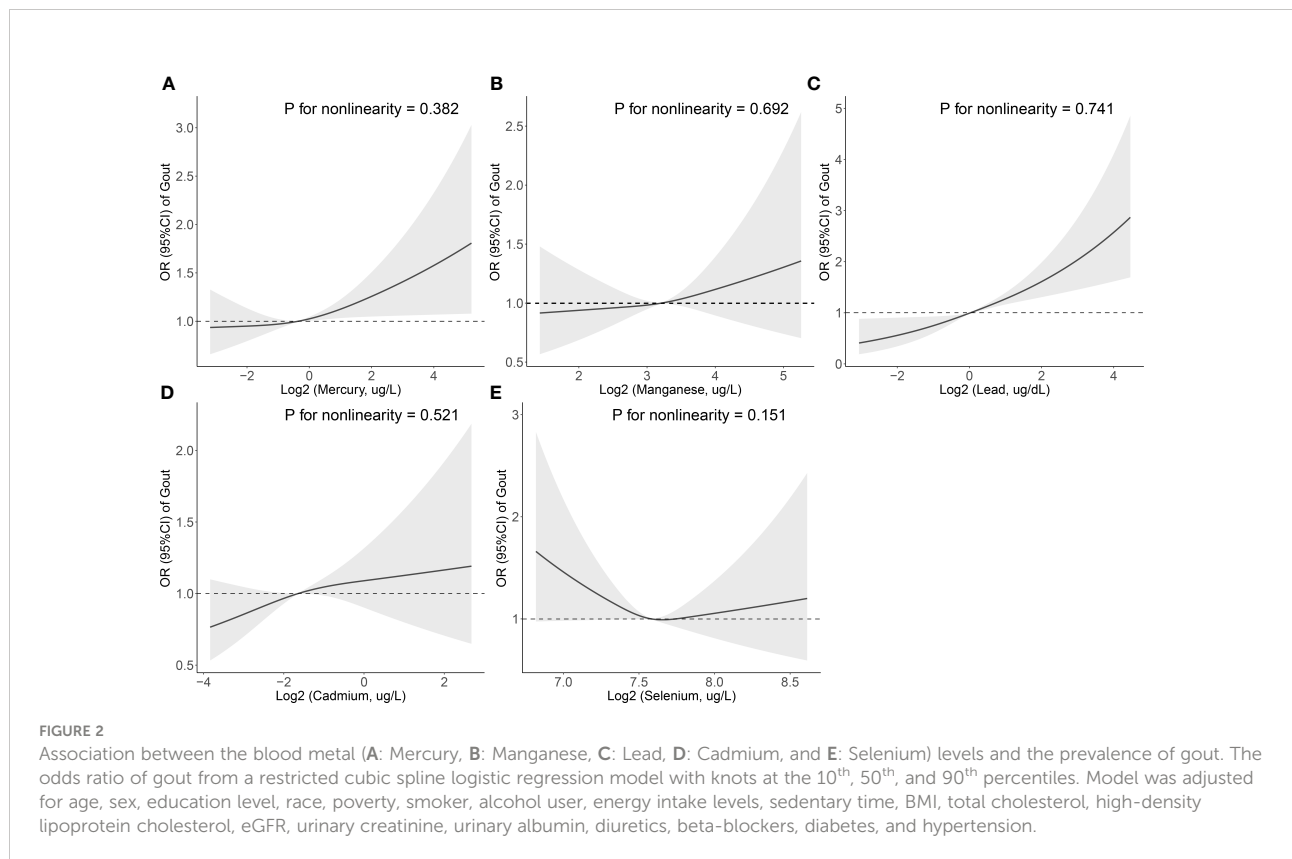 A
P for nonlinearity = 0.382
OR (95%CI) of Gout
3.0
2.5
2.0
1.5
1.0
−2
0
2
4
Log2 (Mercury, ug/L)
B
P for nonlinearity = 0.692
OR (95%CI) of Gout
2.5
2.0
1.5
1.0
0.5
2
3
4
5
Log2 (Manganese, ug/L)
C
P for nonlinearity = 0.741
OR (95%CI) of Gout
5
4
3
2
1
0
−2
0
2
4
Log2 (Lead, ug/dL)
D
P for nonlinearity = 0.521
OR (95%CI) of Gout
2.0
1.5
1.0
0.5
−4
−2
0
2
Log2 (Cadmium, ug/L)
E
P for nonlinearity = 0.151
OR (95%CI) of Gout
3
2
1
7.0
7.5
8.0
8.5
Log2 (Selenium, ug/L)
FIGURE 2
Association between the blood metal (A: Mercury, B: Manganese, C: Lead, D: Cadmium, and E: Selenium) levels and the prevalence of gout. The
odds ratio of gout from a restricted cubic spline logistic regression model with knots at the 10th, 50th, and 90th percentiles. Model was adjusted
for age, sex, education level, race, poverty, smoker, alcohol user, energy intake levels, sedentary time, BMI, total cholesterol, high-density
lipoprotein cholesterol, eGFR, urinary creatinine, urinary albumin, diuretics, beta-blockers, diabetes, and hypertension.